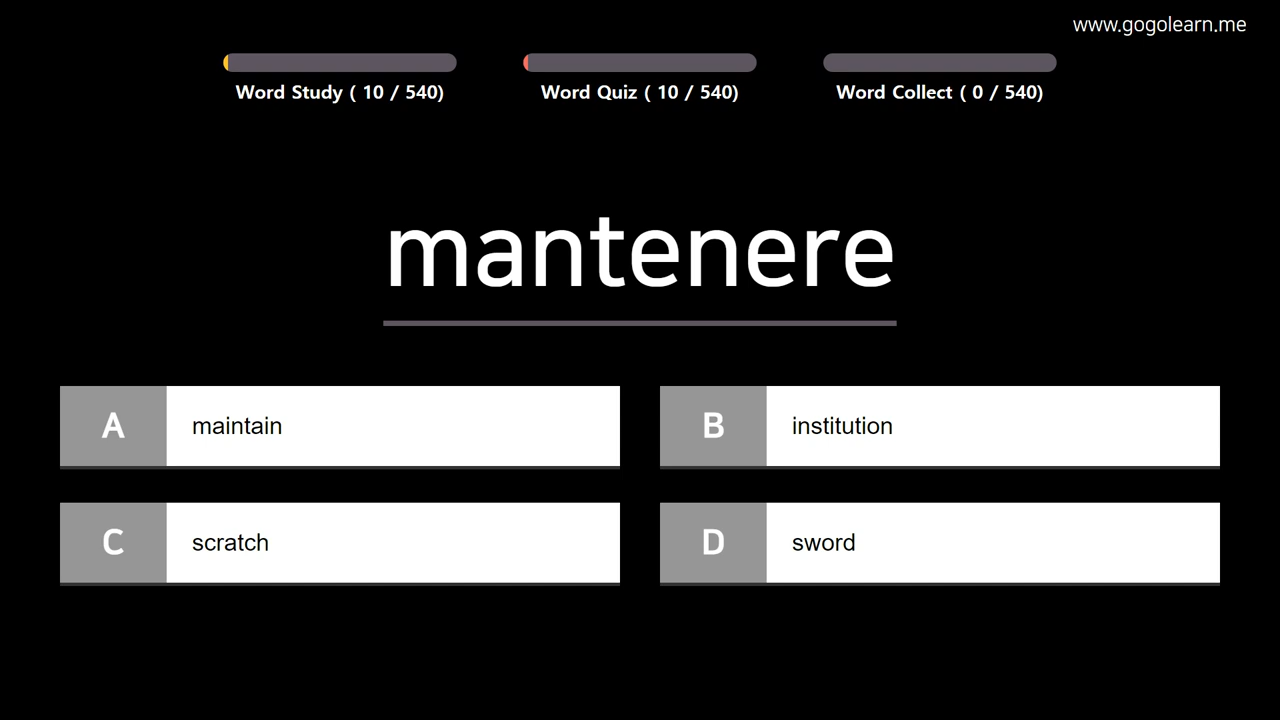 www.gogolearn.me
Word Study ( 10 / 540)
Word Quiz ( 10 / 540)
Word Collect ( 0 / 540)
mantenere
A maintain
B institution
C scratch
D sword